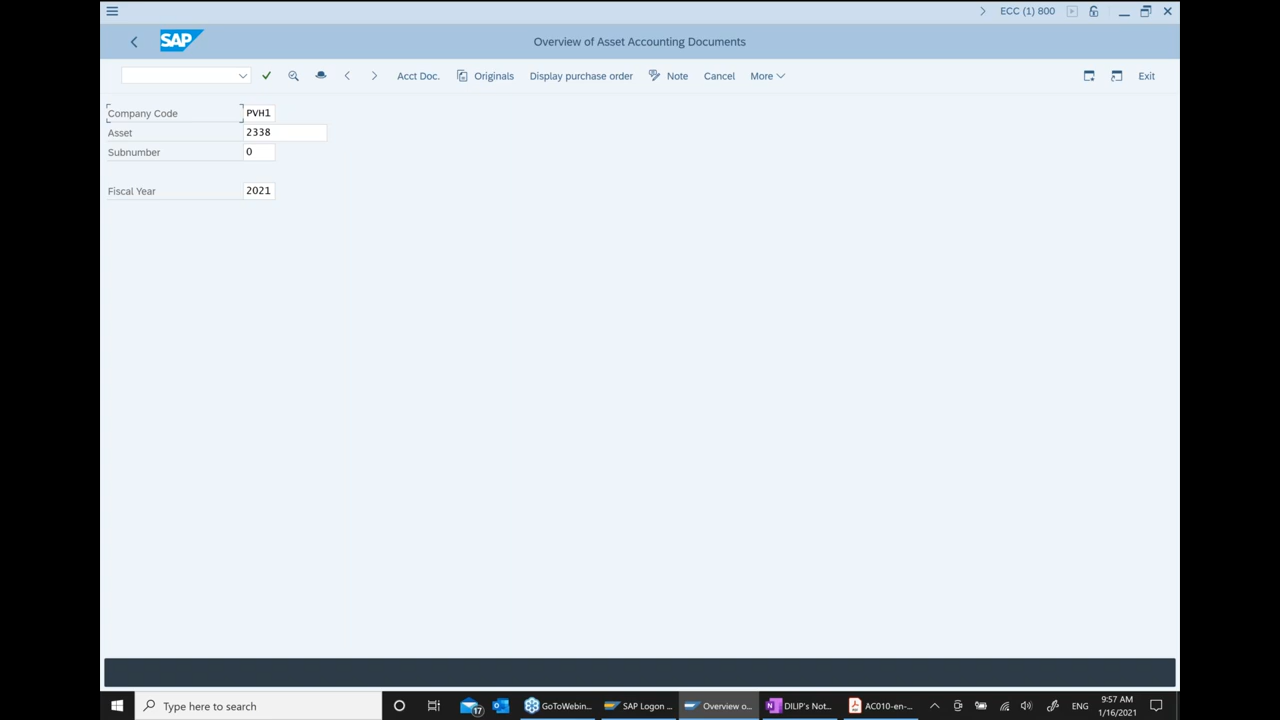 ECC (1) 800
SAP
Overview of Asset Accounting Documents
Acct Doc. Originals Display purchase order Note Cancel More Exit
Company Code PVH1
Asset 2338
Subnumber 0
Fiscal Year 2021
Type here to search 17 GoToWebin... SAP Logon ... Overview o... DILIP's Not... AC010-en-... ENG 9:57 AM
1/16/2021